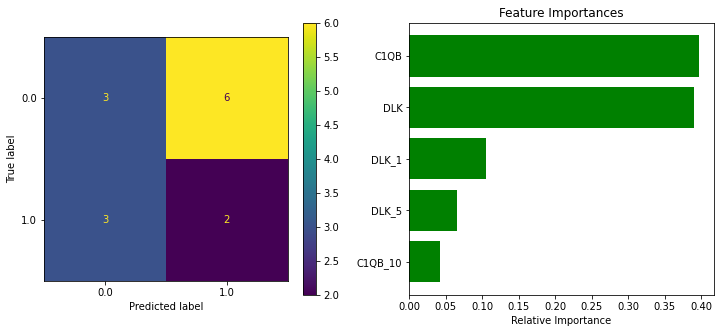 0.0
1.0
True label
3
6
3
2
0.0
1.0
Predicted label
6.0
5.5
5.0
4.5
4.0
3.5
3.0
2.5
2.0
Feature Importances
C1QB
DLK
DLK_1
DLK_5
C1QB_10
0.00
0.05
0.10
0.15
0.20
0.25
0.30
0.35
0.40
Relative Importance